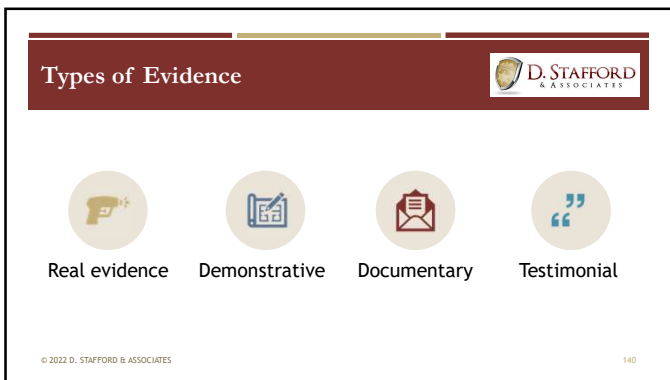 Types of Evidence
D. STAFFORD
& ASSOCIATES
Real evidence
Demonstrative
Documentary
Testimonial
© 2022 D. STAFFORD & ASSOCIATES
140